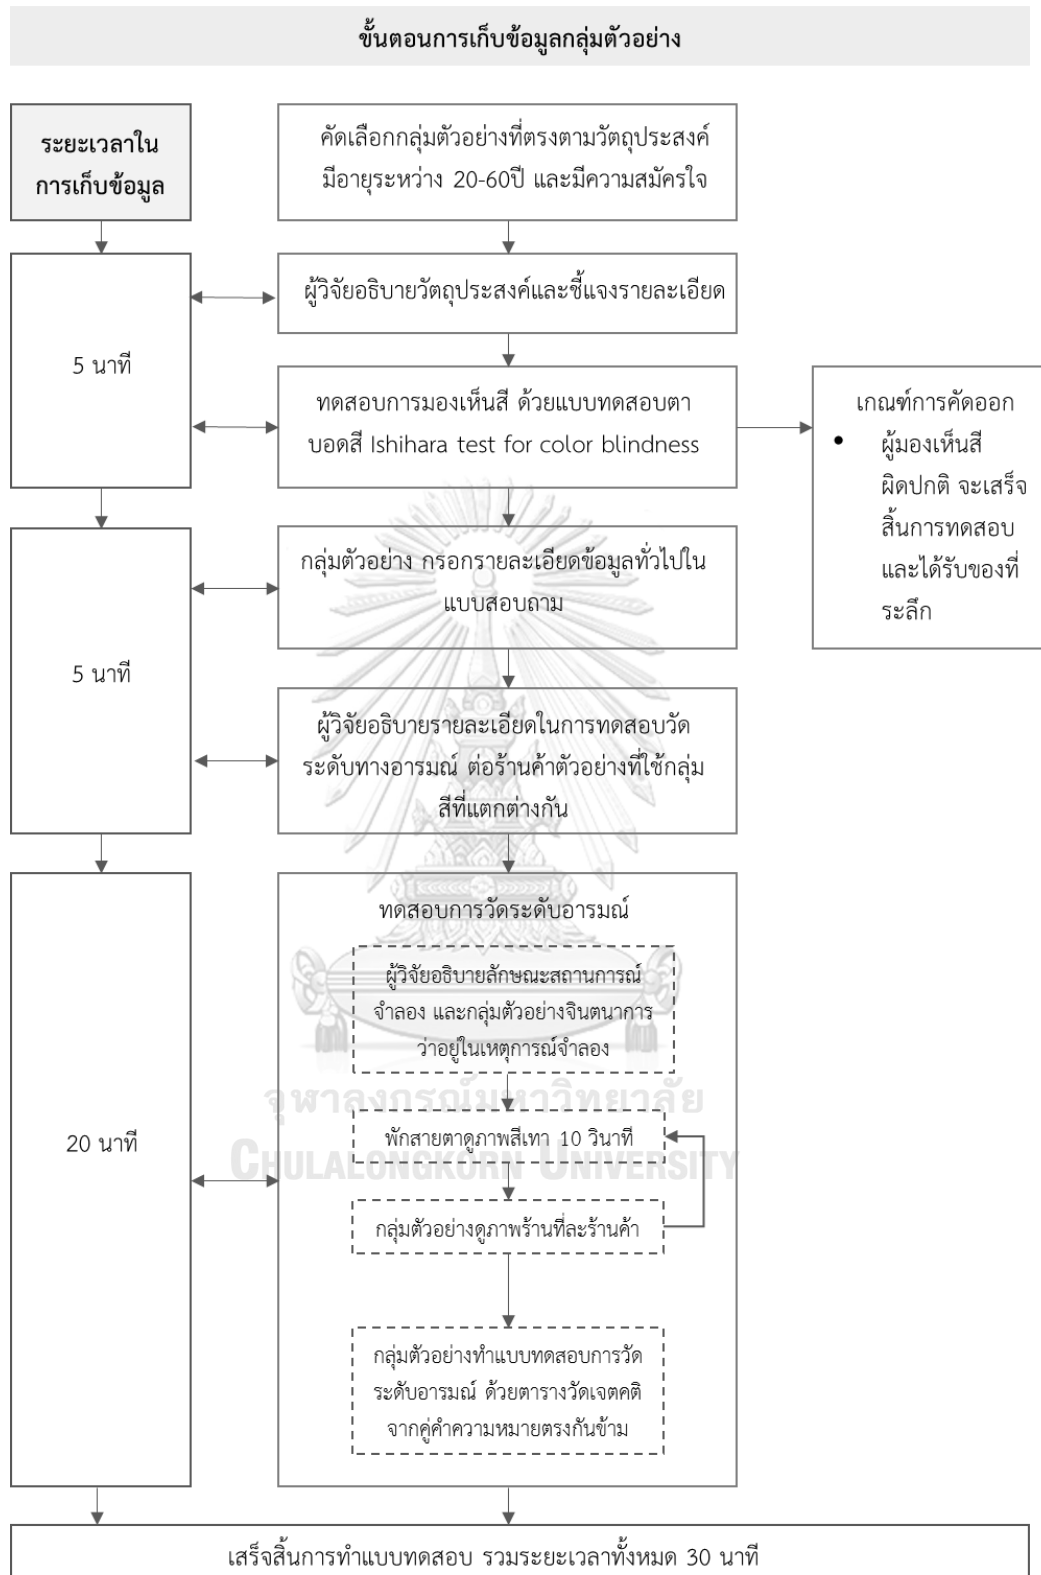 ขั้นตอนการเก็บข้อมูลกลุ่มตัวอย่าง
ระยะเวลาใน
การเก็บข้อมูล
คัดเลือกกลุ่มตัวอย่างที่ตรงตามวัตถุประสงค์
มีอายุระหว่าง 20-60ปี และมีความสมัครใจ
5 นาที
ผู้วิจัยอธิบายวัตถุประสงค์และชี้แจงรายละเอียด
ทดสอบการมองเห็นสี ด้วยแบบทดสอบตา
บอดสี Ishihara test for color blindness
เกณฑ์การคัดออก
• ผู้มองเห็นสี
ผิดปกติ จะเสร็จ
สิ้นการทดสอบ
และได้รับของที่
ระลึก
5 นาที
กลุ่มตัวอย่าง กรอกรายละเอียดข้อมูลทั่วไปใน
แบบสอบถาม
ผู้วิจัยอธิบายรายละเอียดในการทดสอบวัด
ระดับทางอารมณ์ ต่อร้านค้าตัวอย่างที่ใช้กลุ่ม
สีที่แตกต่างกัน
20 นาที
ทดสอบการวัดระดับอารมณ์
ผู้วิจัยอธิบายลักษณะสถานการณ์
จำลอง และกลุ่มตัวอย่างจินตนาการ
ว่าอยู่ในเหตุการณ์จำลอง
จุฬาลงกรณ์มหาวิทยาลัย
CHULALONGKORN UNIVERSITY
พักสายตาดูภาพสีเทา 10 วินาที
กลุ่มตัวอย่างดูภาพร้านที่ละร้านค้า
กลุ่มตัวอย่างทำแบบทดสอบการวัด
ระดับอารมณ์ ด้วยตารางวัดเจตคติ
จากคู่คำความหมายตรงกันข้าม
เสร็จสิ้นการทำแบบทดสอบ รวมระยะเวลาทั้งหมด 30 นาที